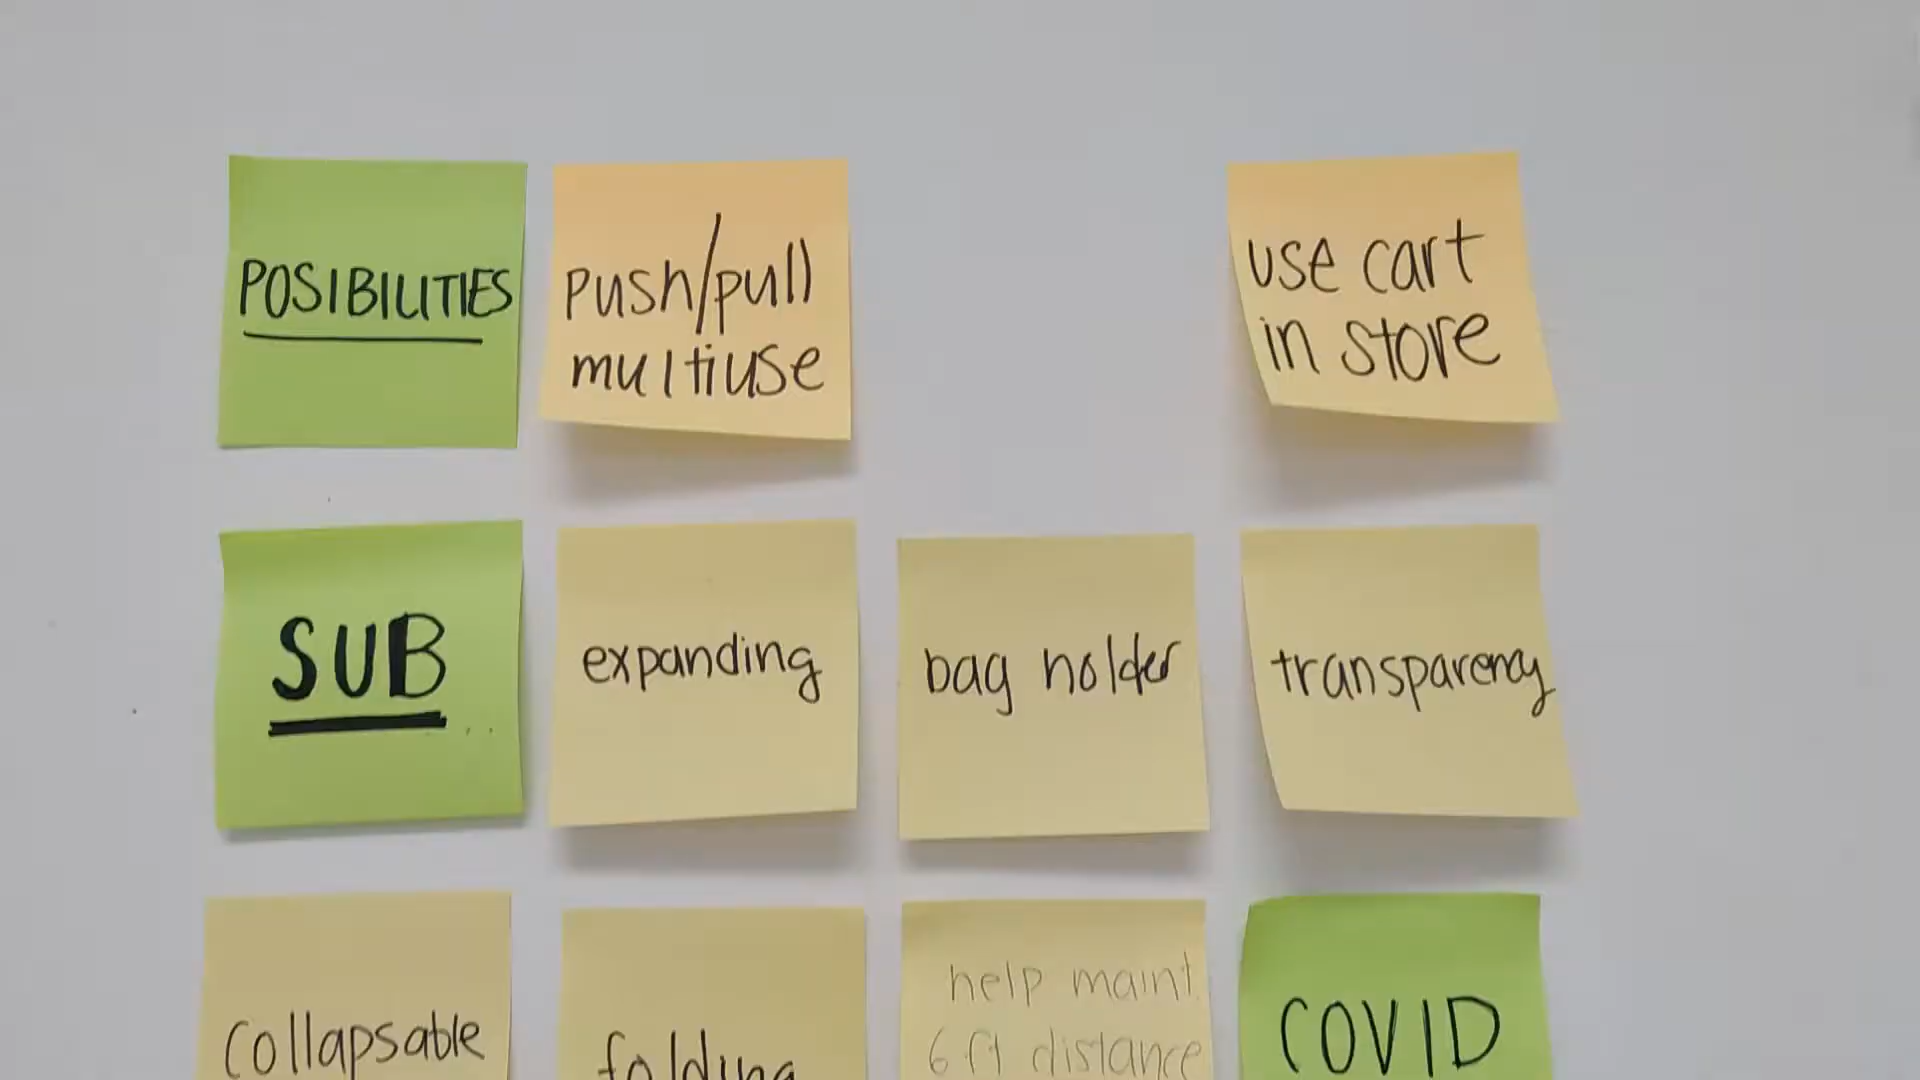 POSIBILITIES
push/pull
multiuse
use cart
in store
SUB
expanding
bag holder
transparency
collapsable
folding
help maint
6 ft distance
COVID